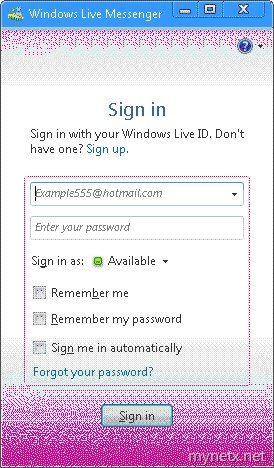 Windows Live Messenger
Sign in
Sign in with your Windows Live ID. Don't
have one? Sign up.
Example555@hotmail.com
Enter your password
Sign in as: Available
Remember me
Remember my password
Sign me in automatically
Forgot your password?
Sign in
mynetx.net